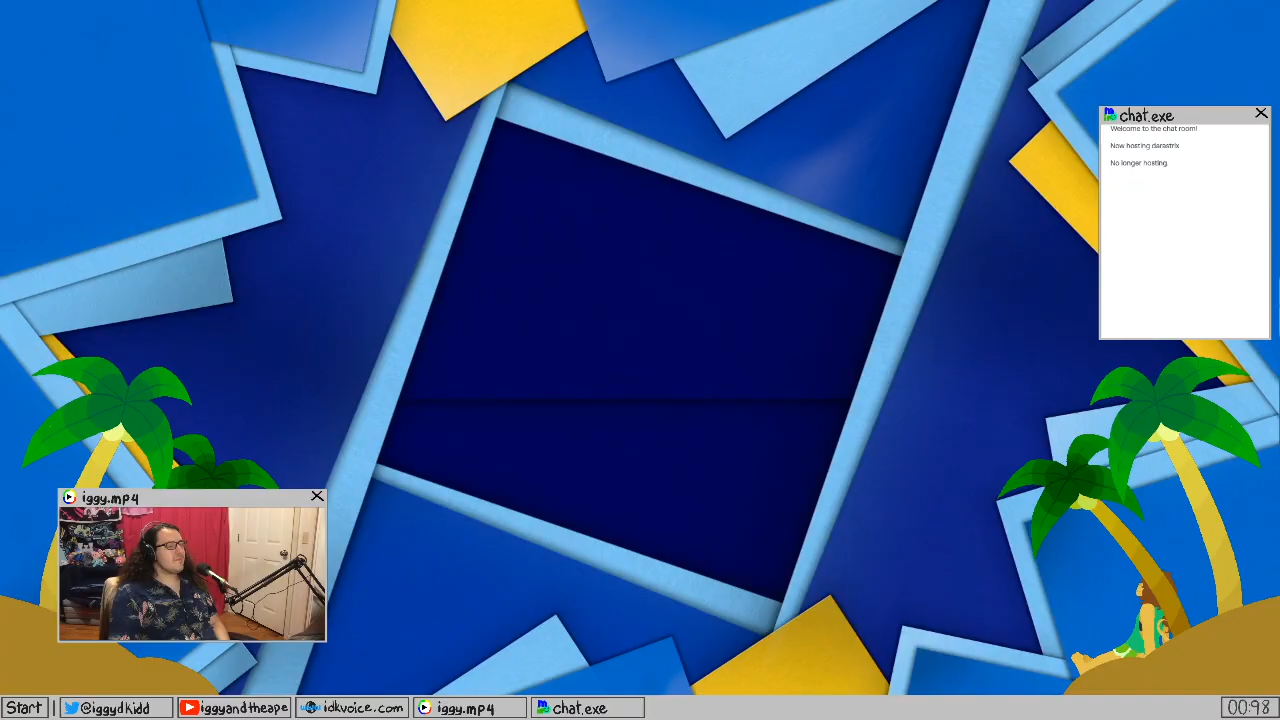 chat.exe
Welcome to the chat room!
Now hosting darastrix
No longer hosting.
iggy.mp4
Start
@iggydkidd
iggyandtheape
www idkvoice.com
iggy.mp4
chat.exe
00:98